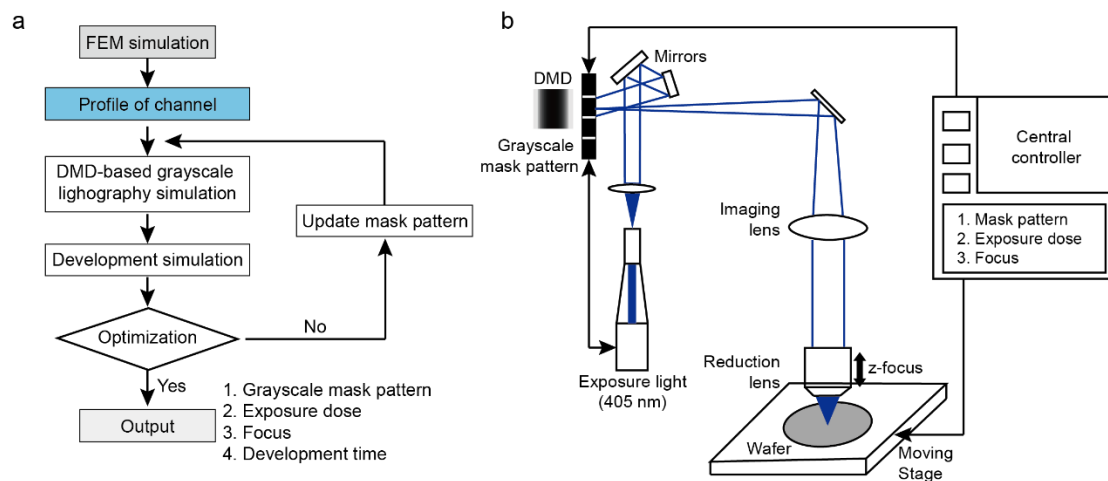 a
FEM simulation
Profile of channel
DMD-based grayscale
lighography simulation
Development simulation
Update mask pattern
Optimization
No
Yes
Output
1. Grayscale mask pattern
2. Exposure dose
3. Focus
4. Development time
b
Mirrors
DMD
Grayscale
mask pattern
Exposure light
(405 nm)
Imaging
lens
Reduction
lens
z-focus
Wafer
Moving
Stage
Central
controller
1. Mask pattern
2. Exposure dose
3. Focus